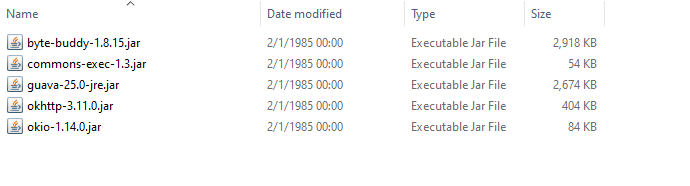 Name Date modified Type Size
byte-buddy-1.8.15.jar 2/1/1985 00:00 Executable Jar File 2,918 KB
commons-exec-1.3.jar 2/1/1985 00:00 Executable Jar File 54 KB
guava-25.0-jre.jar 2/1/1985 00:00 Executable Jar File 2,674 KB
okhttp-3.11.0.jar 2/1/1985 00:00 Executable Jar File 404 KB
okio-1.14.0.jar 2/1/1985 00:00 Executable Jar File 84 KB